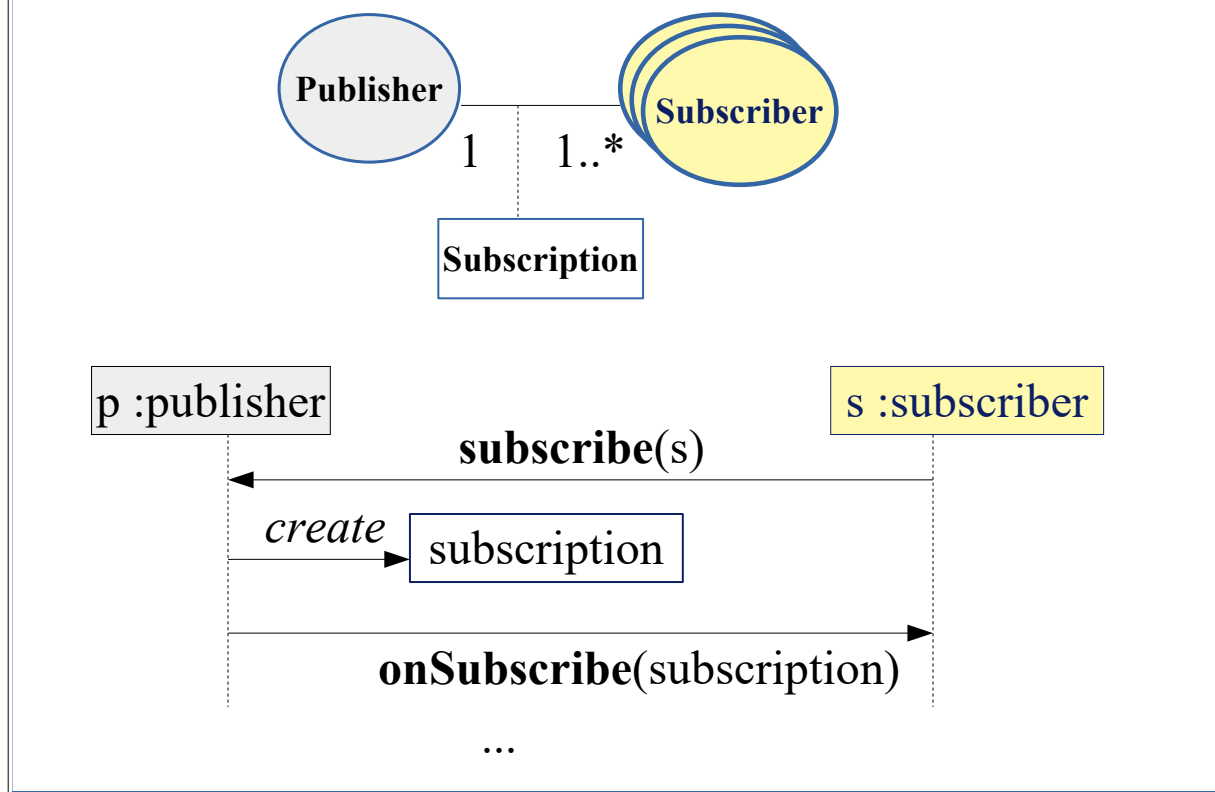 Publisher
Subscriber
1
1..*
Subscription
p :publisher
s :subscriber
subscribe(s)
create
subscription
onSubscribe(subscription)
...